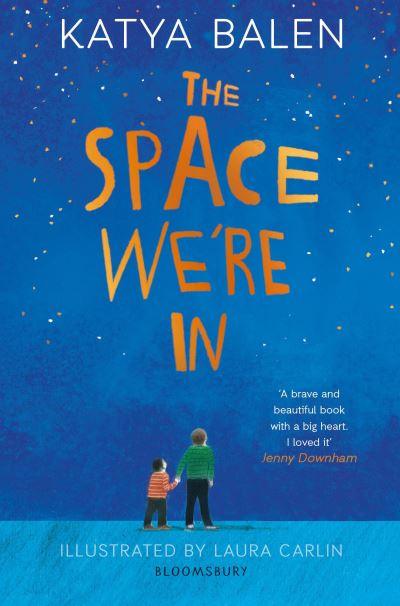 KATYA BALEN
THE
SPACE
WE'RE
IN
'A brave and
beautiful book
with a big heart.
I loved it'
Jenny Downham
ILLUSTRATED BY LAURA CARLIN
BLOOMSBURY